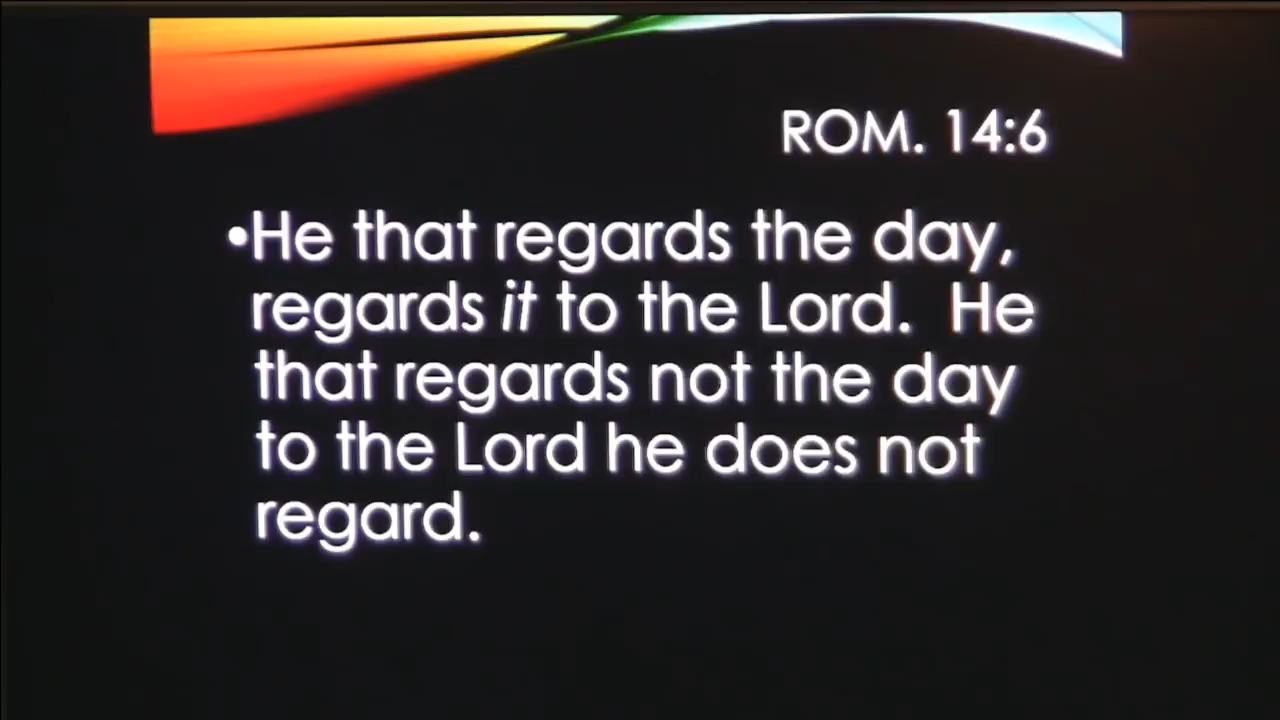 ROM. 14:6
•He that regards the day,
regards it to the Lord.  He
that regards not the day
to the Lord he does not
regard.